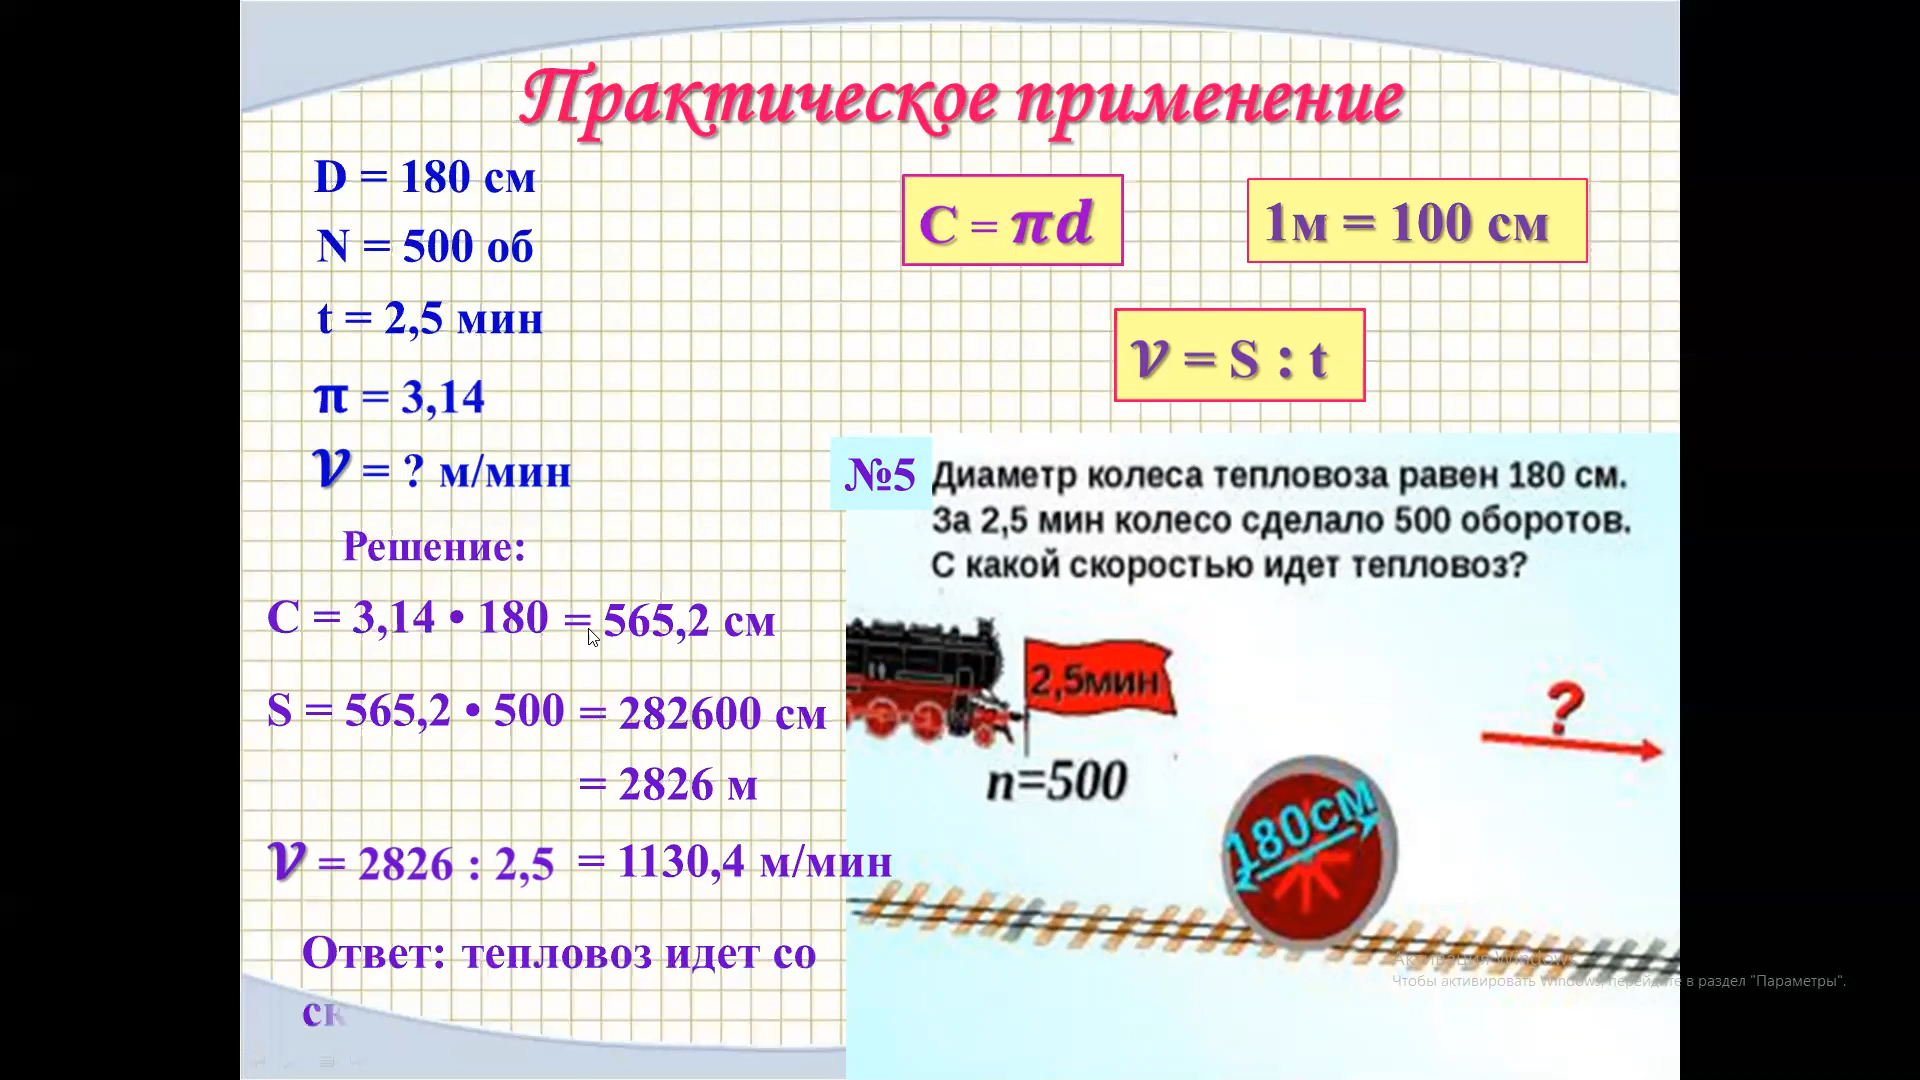 Практическое применение
D = 180 см
N = 500 об
t = 2,5 мин
π = 3,14
𝒱 = ? м/мин
C = πd
1м = 100 см
𝒱 = S : t
Решение:
C = 3,14 • 180 = 565,2 см
S = 565,2 • 500 = 282600 см
= 2826 м
𝒱 = 2826 : 2,5 = 1130,4 м/мин
Ответ: тепловоз идет со
№5 Диаметр колеса тепловоза равен 180 см.
За 2,5 мин колесо сделало 500 оборотов.
С какой скоростью идет тепловоз?
2,5мин
?
n=500
180см
Активация Windows
Чтобы активировать Windows, перейдите в раздел "Параметры".